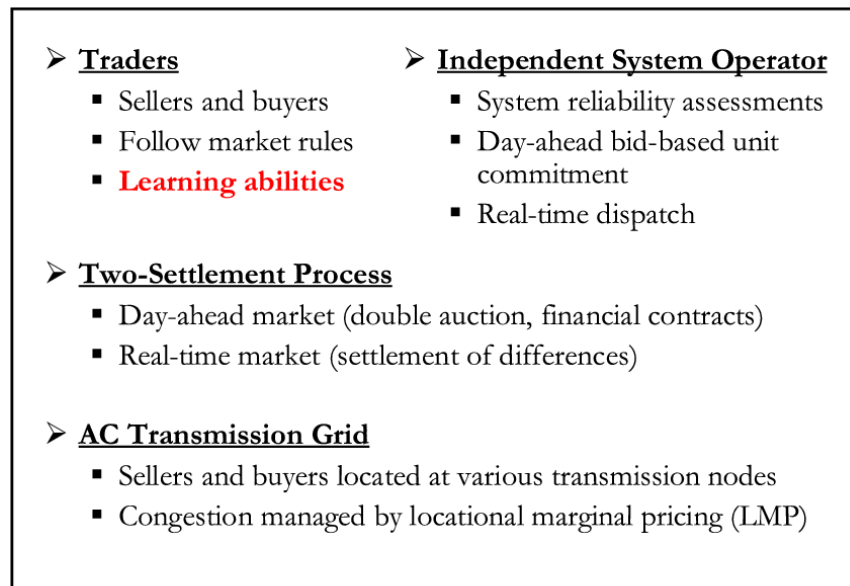 ➢ Traders
▪ Sellers and buyers
▪ Follow market rules
▪ Learning abilities
➢ Independent System Operator
▪ System reliability assessments
▪ Day-ahead bid-based unit
commitment
▪ Real-time dispatch
➢ Two-Settlement Process
▪ Day-ahead market (double auction, financial contracts)
▪ Real-time market (settlement of differences)
➢ AC Transmission Grid
▪ Sellers and buyers located at various transmission nodes
▪ Congestion managed by locational marginal pricing (LMP)